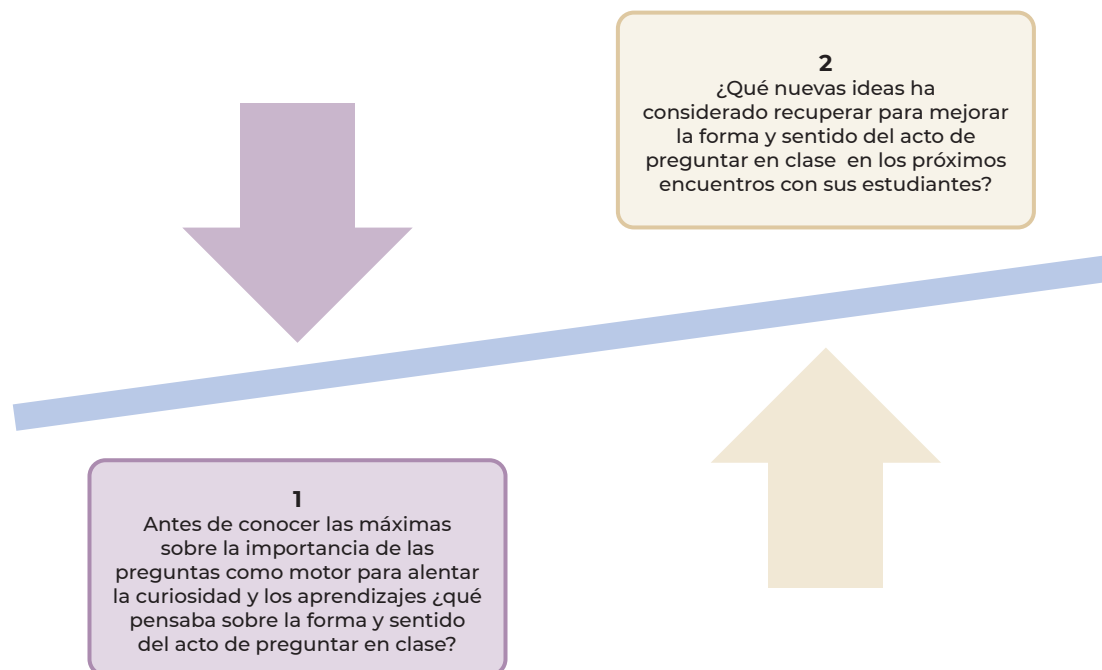 2
¿Qué nuevas ideas ha
considerado recuperar para mejorar
la forma y sentido del acto de
preguntar en clase  en los próximos
encuentros con sus estudiantes?
1
Antes de conocer las máximas
sobre la importancia de las
preguntas como motor para alentar
la curiosidad y los aprendizajes ¿qué
pensaba sobre la forma y sentido
del acto de preguntar en clase?